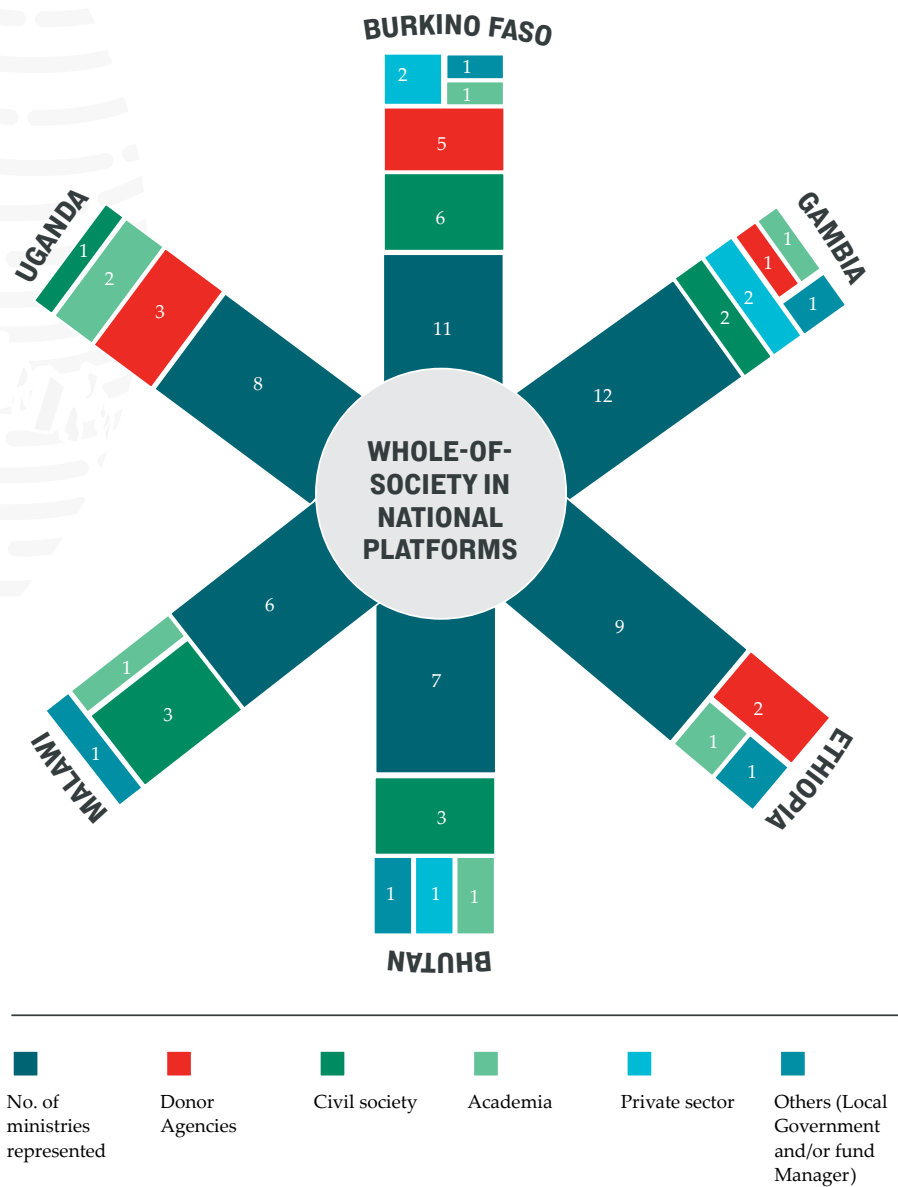 BURKINO FASO
2
1
1
5
6
11
UGANDA
1
2
3
8
GAMBIA
1
1
1
2
2
12
WHOLE-OF-
SOCIETY IN
NATIONAL
PLATFORMS
6
1
3
1
MALAWI
9
2
1
1
ETHIOPIA
7
3
1
1
1
BHUTAN
No. of
ministries
represented
Donor
Agencies
Civil society
Academia
Private sector
Others (Local
Government
and/or fund
Manager)